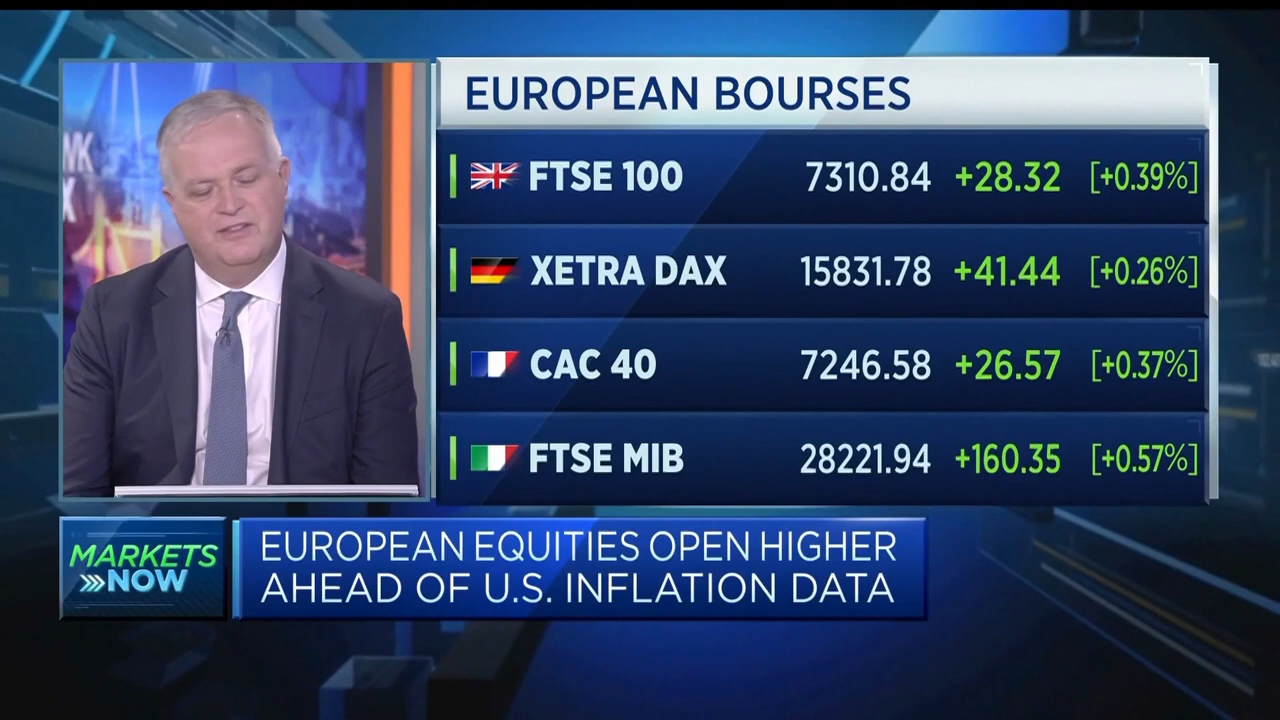 EUROPEAN BOURSES
FTSE 100 7310.84 +28.32 [+0.39%]
XETRA DAX 15831.78 +41.44 [+0.26%]
CAC 40 7246.58 +26.57 [+0.37%]
FTSE MIB 28221.94 +160.35 [+0.57%]
MARKETS
NOW
EUROPEAN EQUITIES OPEN HIGHER
AHEAD OF U.S. INFLATION DATA